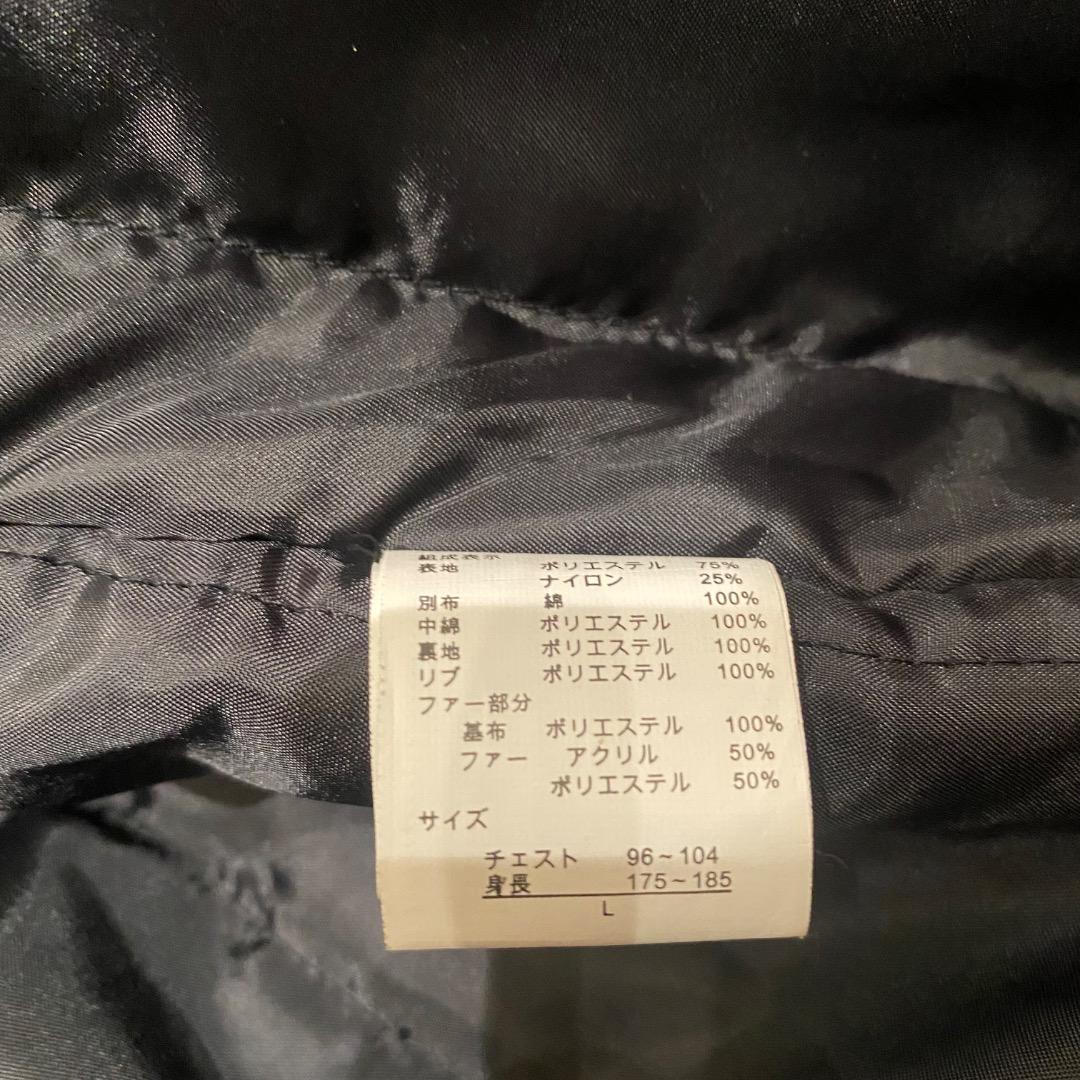 組成表示
表地 ポリエステル 75%
ナイロン 25%
別布 綿 100%
中綿 ポリエステル 100%
裏地 ポリエステル 100%
リブ ポリエステル 100%
ファー部分
基布 ポリエステル 100%
ファー アクリル 50%
ポリエステル 50%
サイズ
チェスト 96~104
身長 175~185
L